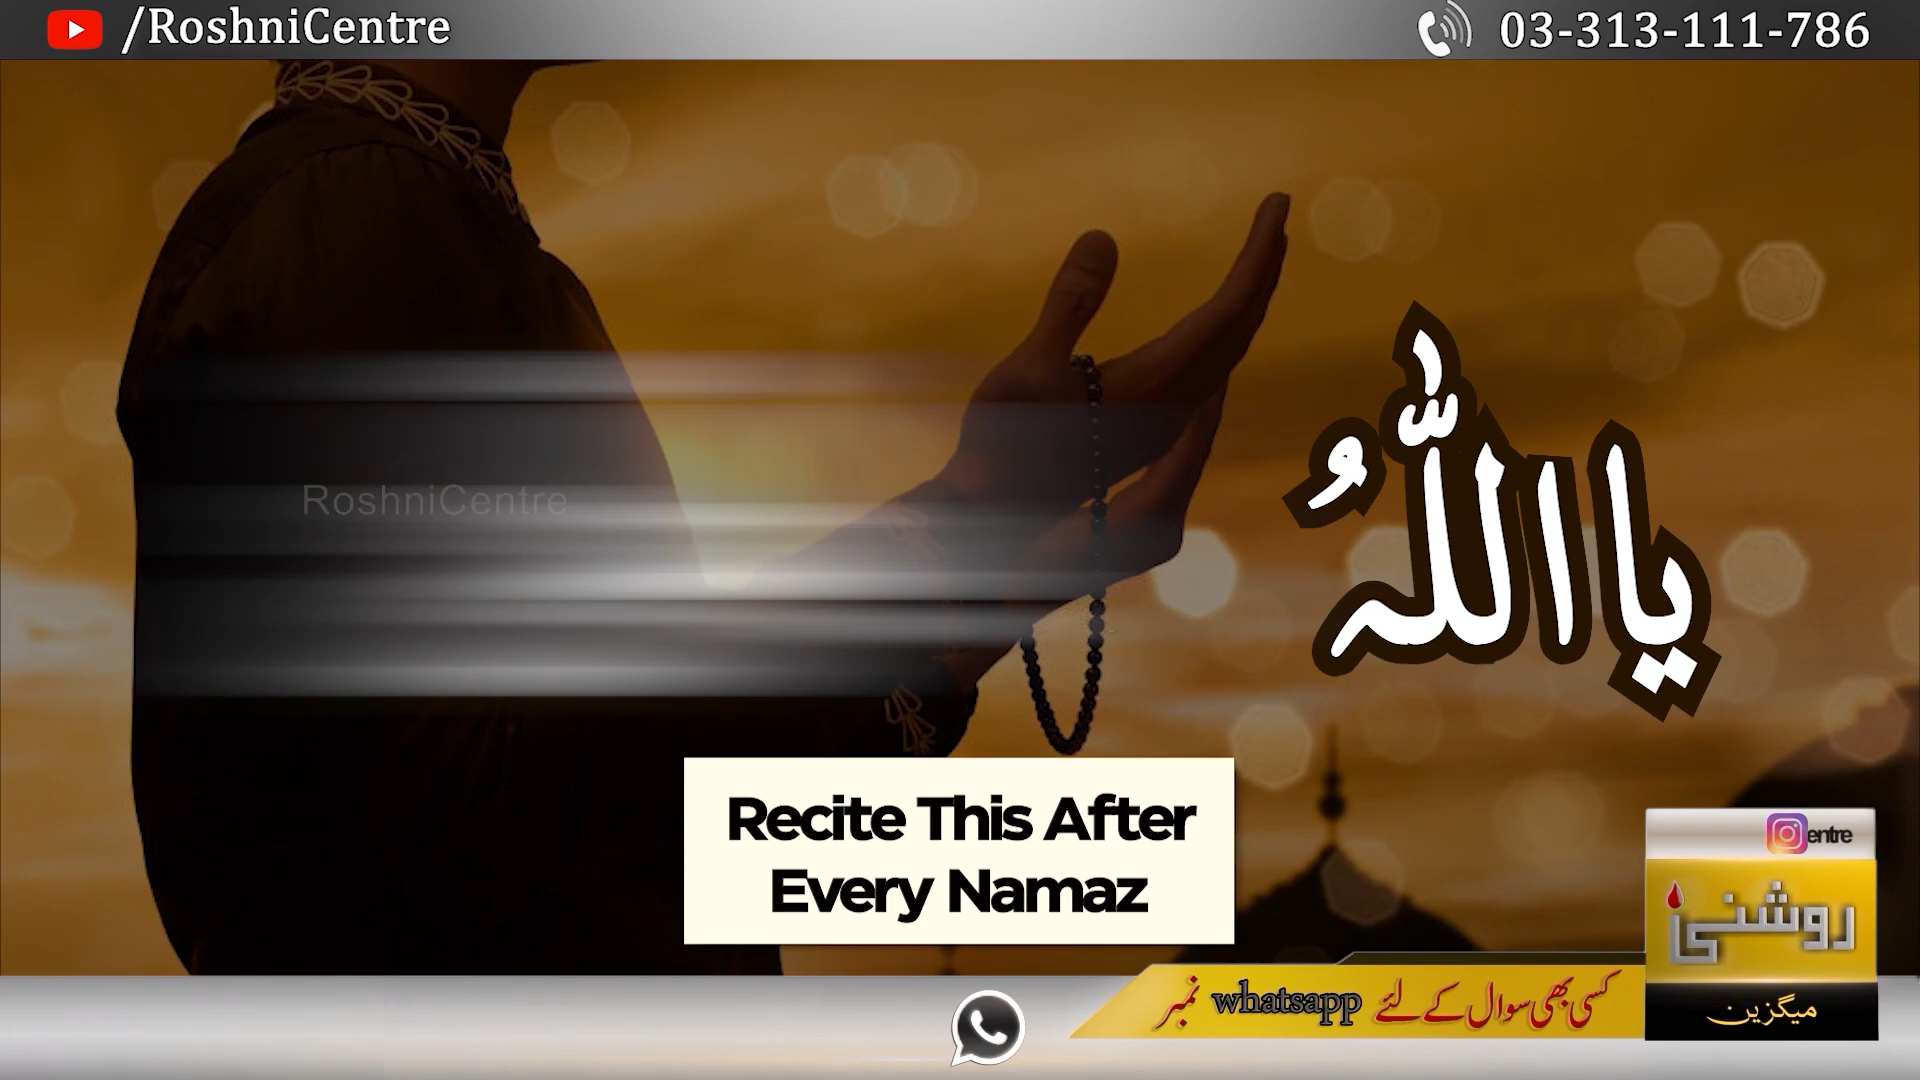 /RoshniCentre
03-313-111-786
RoshniCentre
یا اللّٰہُ
Recite This After
Every Namaz
entre
روشنی
میگزین
کسی بھی سوال کے لئے whatsapp نمبر